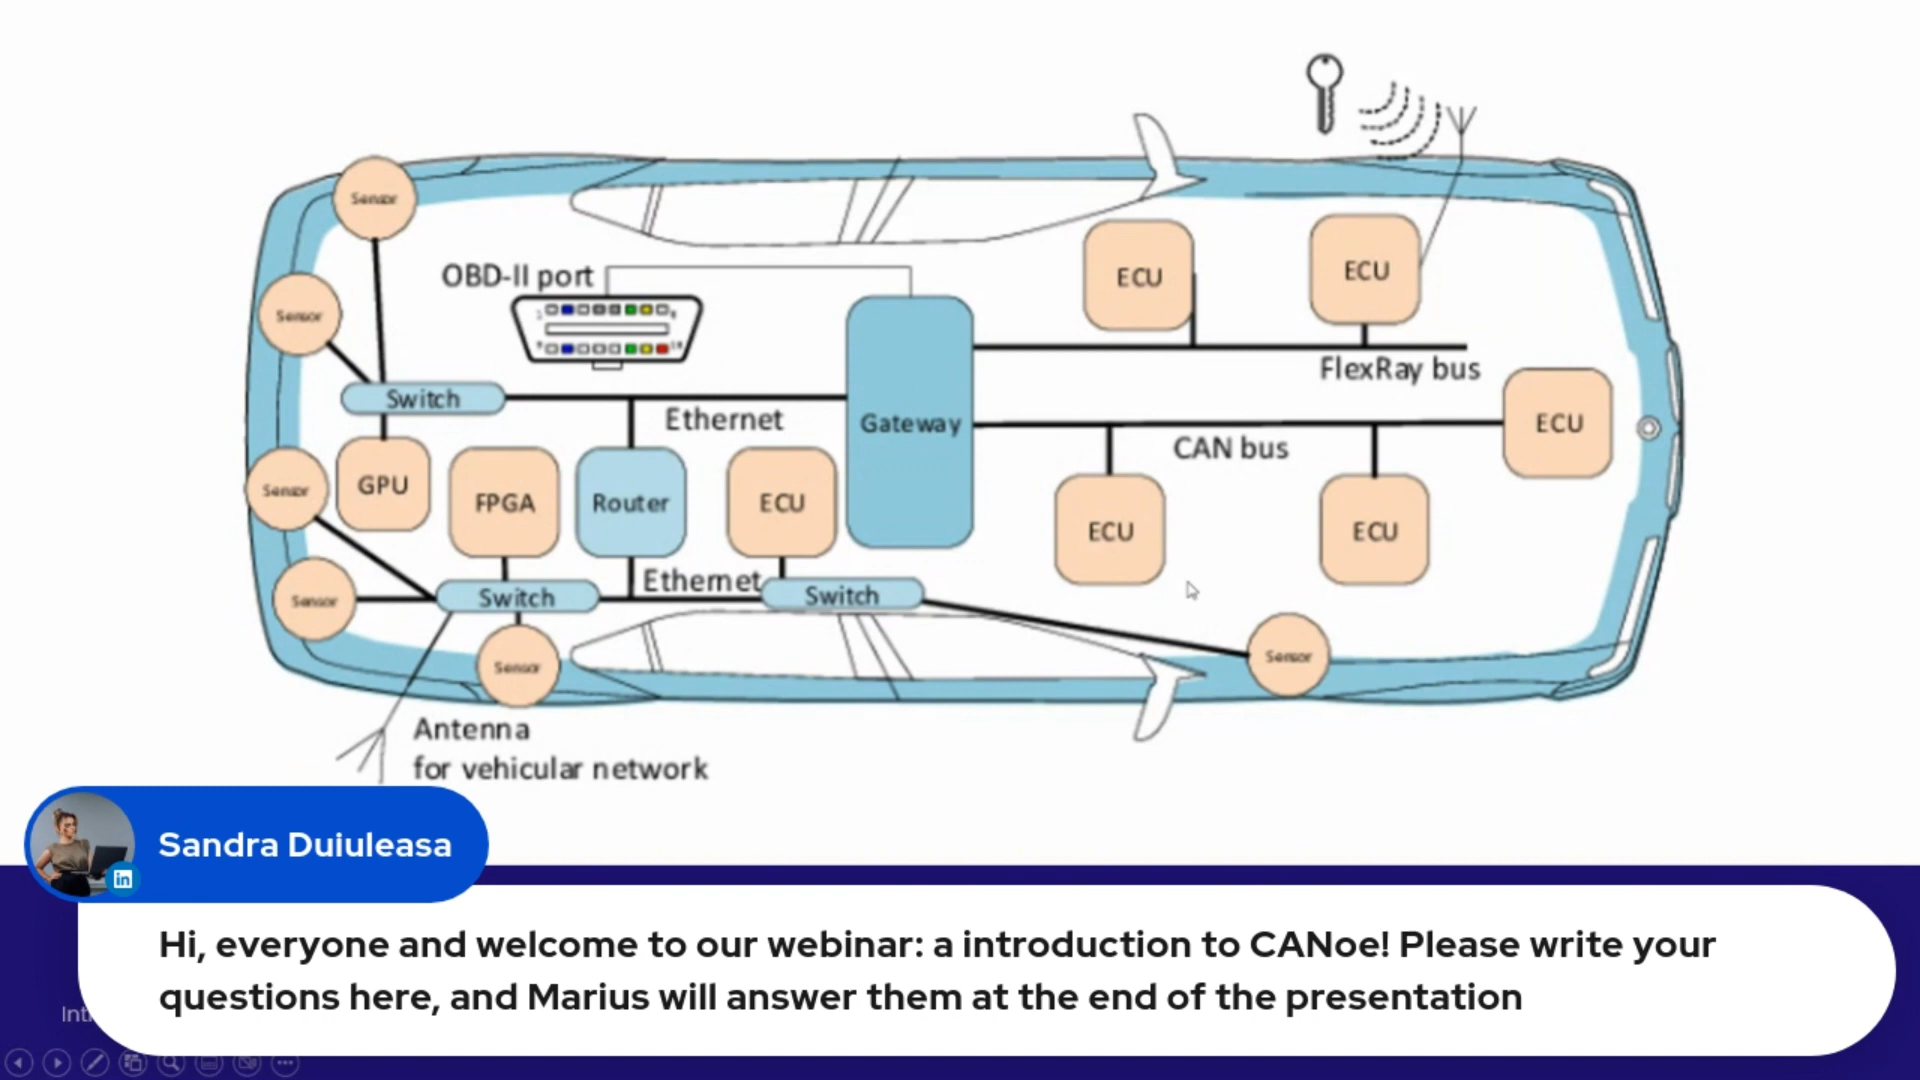 Sensor
OBD-II port
ECU
ECU
Sensor
FlexRay bus
Switch
Ethernet
Gateway
ECU
CAN bus
Sensor
GPU
FPGA
Router
ECU
ECU
ECU
Sensor
Switch
Ethernet
Switch
Sensor
Sensor
Antenna
for vehicular network
Sandra Duiuleasa
in
Hi, everyone and welcome to our webinar: a introduction to CANoe! Please write your
questions here, and Marius will answer them at the end of the presentation